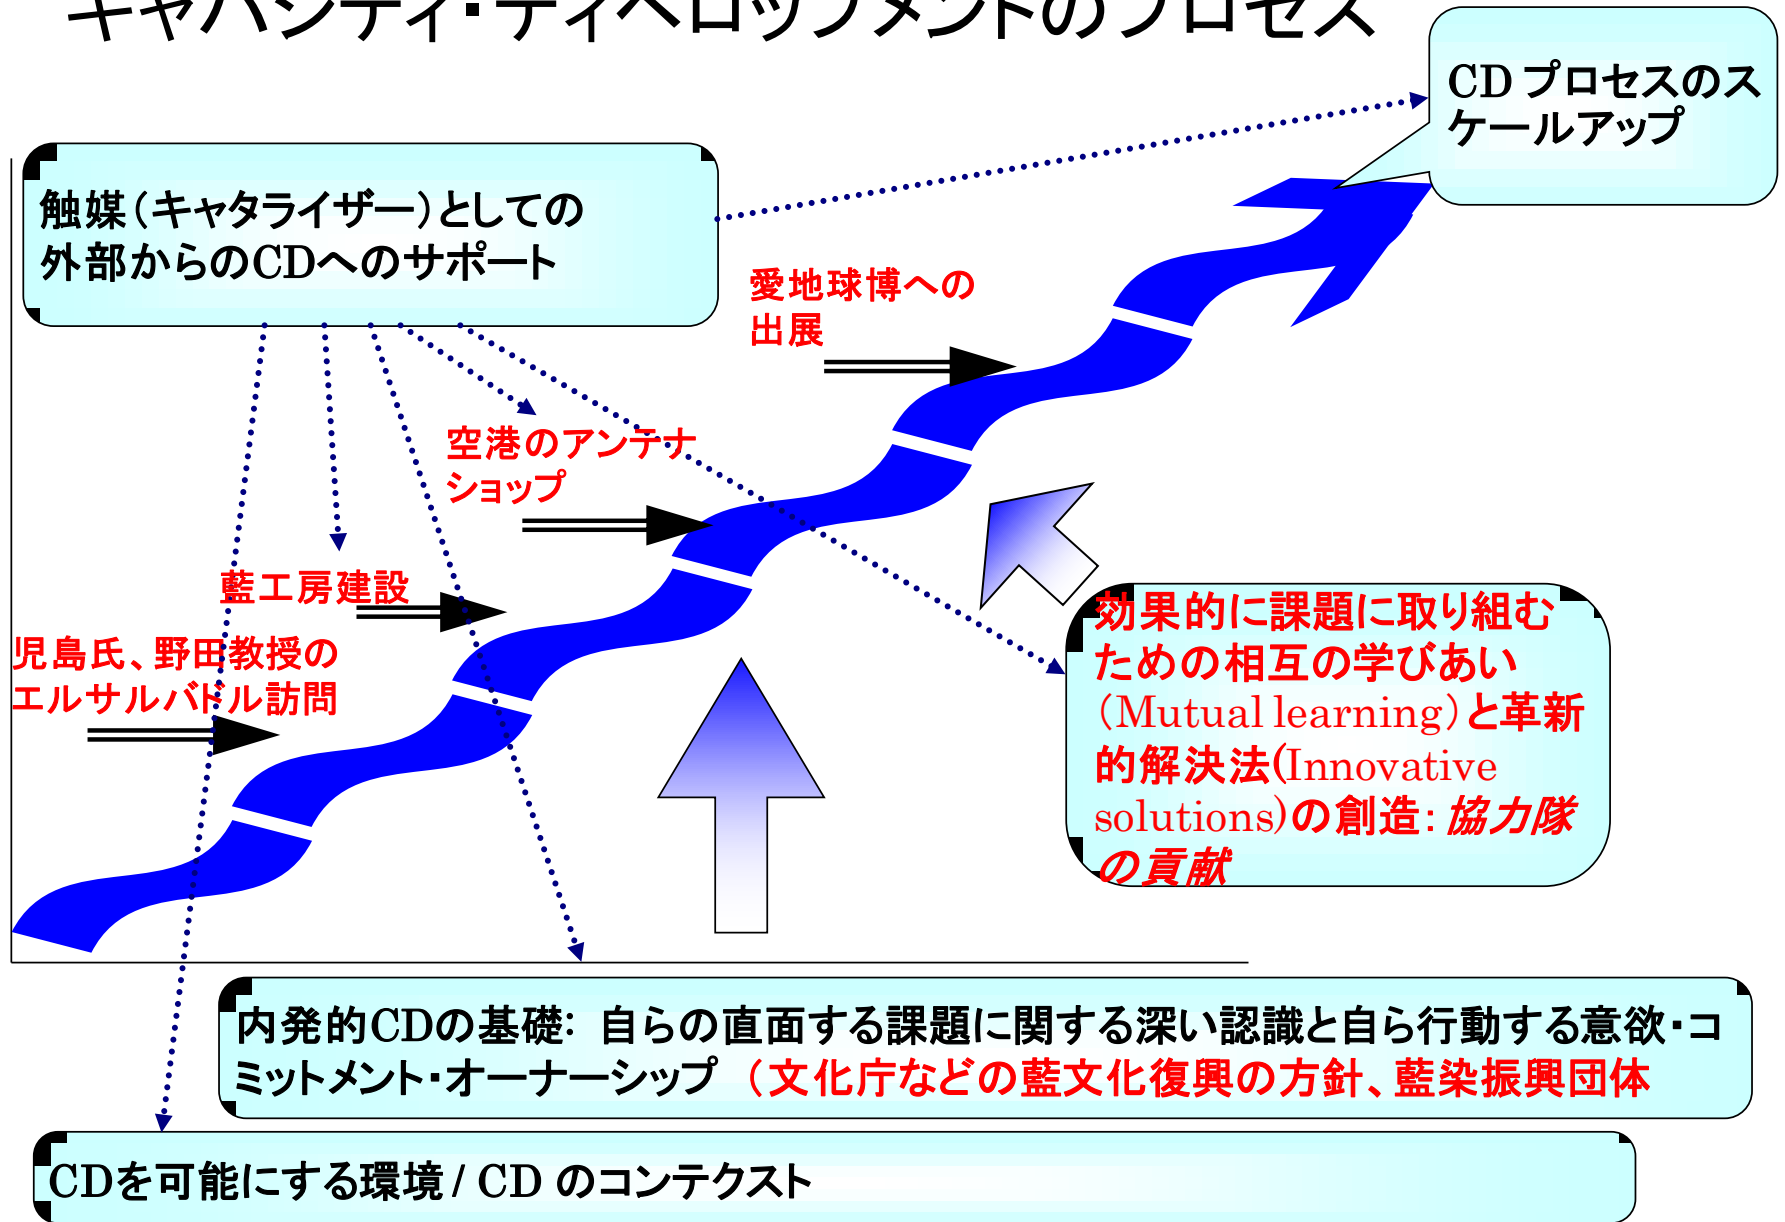 キャパシティ・ディベロップメントのプロセス
CD プロセスのス
ケールアップ
触媒（キャタライザー）としての
外部からのCDへのサポート
愛地球博への
出展
空港のアンテナ
ショップ
藍工房建設
児島氏、野田教授の
エルサルバドル訪問
効果的に課題に取り組む
ための相互の学びあい
（Mutual learning）と革新
的解決法(Innovative
solutions)の創造：協力隊
の貢献
内発的CDの基礎： 自らの直面する課題に関する深い認識と自ら行動する意欲・コ
ミットメント・オーナーシップ （文化庁などの藍文化復興の方針、藍染振興団体
CDを可能にする環境 / CD のコンテクスト